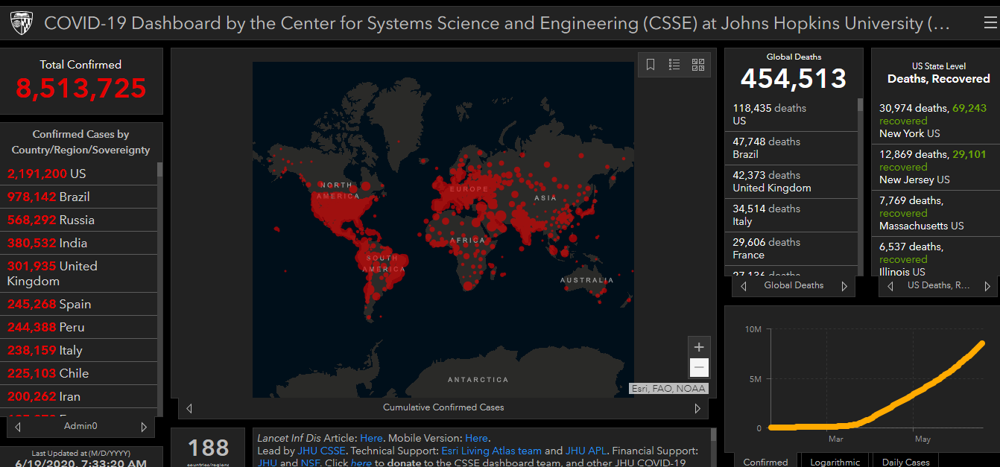 COVID-19 Dashboard by the Center for Systems Science and Engineering (CSSE) at Johns Hopkins University (...
Total Confirmed
8,513,725
Confirmed Cases by
Country/Region/Sovereignty
2,191,200 US
978,142 Brazil
568,292 Russia
380,532 India
301,935 United
Kingdom
245,268 Spain
244,388 Peru
238,159 Italy
225,103 Chile
200,262 Iran
Admin0
Last Updated at (M/D/YYYY)
6/19/2020, 7:33:20 AM
NORTH
AMERICA
EUROPE
ASIA
AFRICA
SOUTH
AMERICA
AUSTRALIA
ANTARCTICA
+
−
Esri, FAO, NOAA
Cumulative Confirmed Cases
188
countries/regions
Lancet Inf Dis Article: Here. Mobile Version: Here.
Lead by JHU CSSE. Technical Support: Esri Living Atlas team and JHU APL. Financial Support:
JHU and NSF. Click here to donate to the CSSE dashboard team, and other JHU COVID-19
Global Deaths
454,513
118,435 deaths
US
47,748 deaths
Brazil
42,373 deaths
United Kingdom
34,514 deaths
Italy
29,606 deaths
France
Global Deaths
US State Level
Deaths, Recovered
30,974 deaths, 69,243
recovered
New York US
12,869 deaths, 29,101
recovered
New Jersey US
7,769 deaths,
recovered
Massachusetts US
6,537 deaths,
recovered
Illinois US
US Deaths, R...
10M
5M
0
Mar
May
Confirmed
Logarithmic
Daily Cases